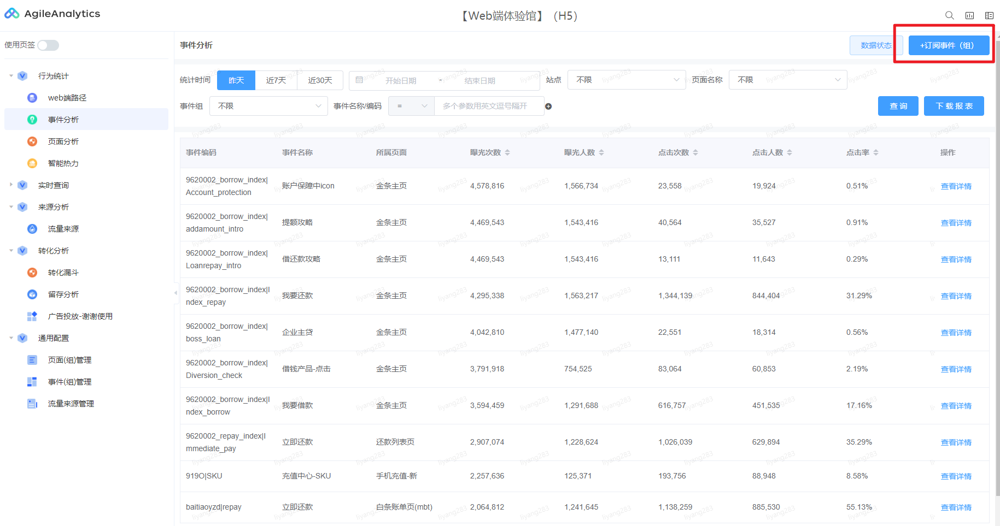 AgileAnalytics
【Web端体验馆】（H5）
使用页签
行为统计
web端路径
事件分析
页面分析
智能热力
实时查询
来源分析
流量来源
转化分析
转化漏斗
留存分析
广告投放-谢谢使用
通用配置
页面(组)管理
事件(组)管理
流量来源管理
事件分析
数据状态
+订阅事件（组）
统计时间 昨天 近7天 近30天 开始日期 - 结束日期 站点 不限 页面名称 不限
事件组 不限 事件名称/编码 = 多个参数用英文逗号隔开 查询 下载报表
事件编码 事件名称 所属页面 曝光次数 曝光人数 点击次数 点击人数 点击率 操作
9620002_borrow_index|
Account_protection
账户保障中icon 金条主页 4,578,816 1,566,734 23,558 19,924 0.51% 查看详情
9620002_borrow_index|
addamount_intro
提额攻略 金条主页 4,469,543 1,543,416 40,564 35,527 0.91% 查看详情
9620002_borrow_index|
Loanrepay_intro
借还款攻略 金条主页 4,469,543 1,543,416 13,111 11,643 0.29% 查看详情
9620002_borrow_index|I
ndex_repay
我要还款 金条主页 4,295,338 1,563,217 1,344,139 844,404 31.29% 查看详情
9620002_borrow_index|
boss_loan
企业主贷 金条主页 4,042,810 1,477,140 22,551 18,314 0.56% 查看详情
9620002_borrow_index|
Diversion_check
借钱产品-点击 金条主页 3,791,918 754,525 83,064 60,853 2.19% 查看详情
9620002_borrow_index|I
ndex_borrow
我要借款 金条主页 3,594,459 1,291,688 616,757 451,535 17.16% 查看详情
9620002_repay_index|I
mmediate_pay
立即还款 还款列表页 2,907,074 1,228,624 1,026,039 629,894 35.29% 查看详情
919O|SKU 充值中心-SKU 手机充值-新 2,257,636 125,371 193,756 88,948 8.58% 查看详情
baitiaoyzd|repay 立即还款 白条账单页(mbt) 2,064,812 1,241,645 1,138,259 885,530 55.13% 查看详情
liyang283